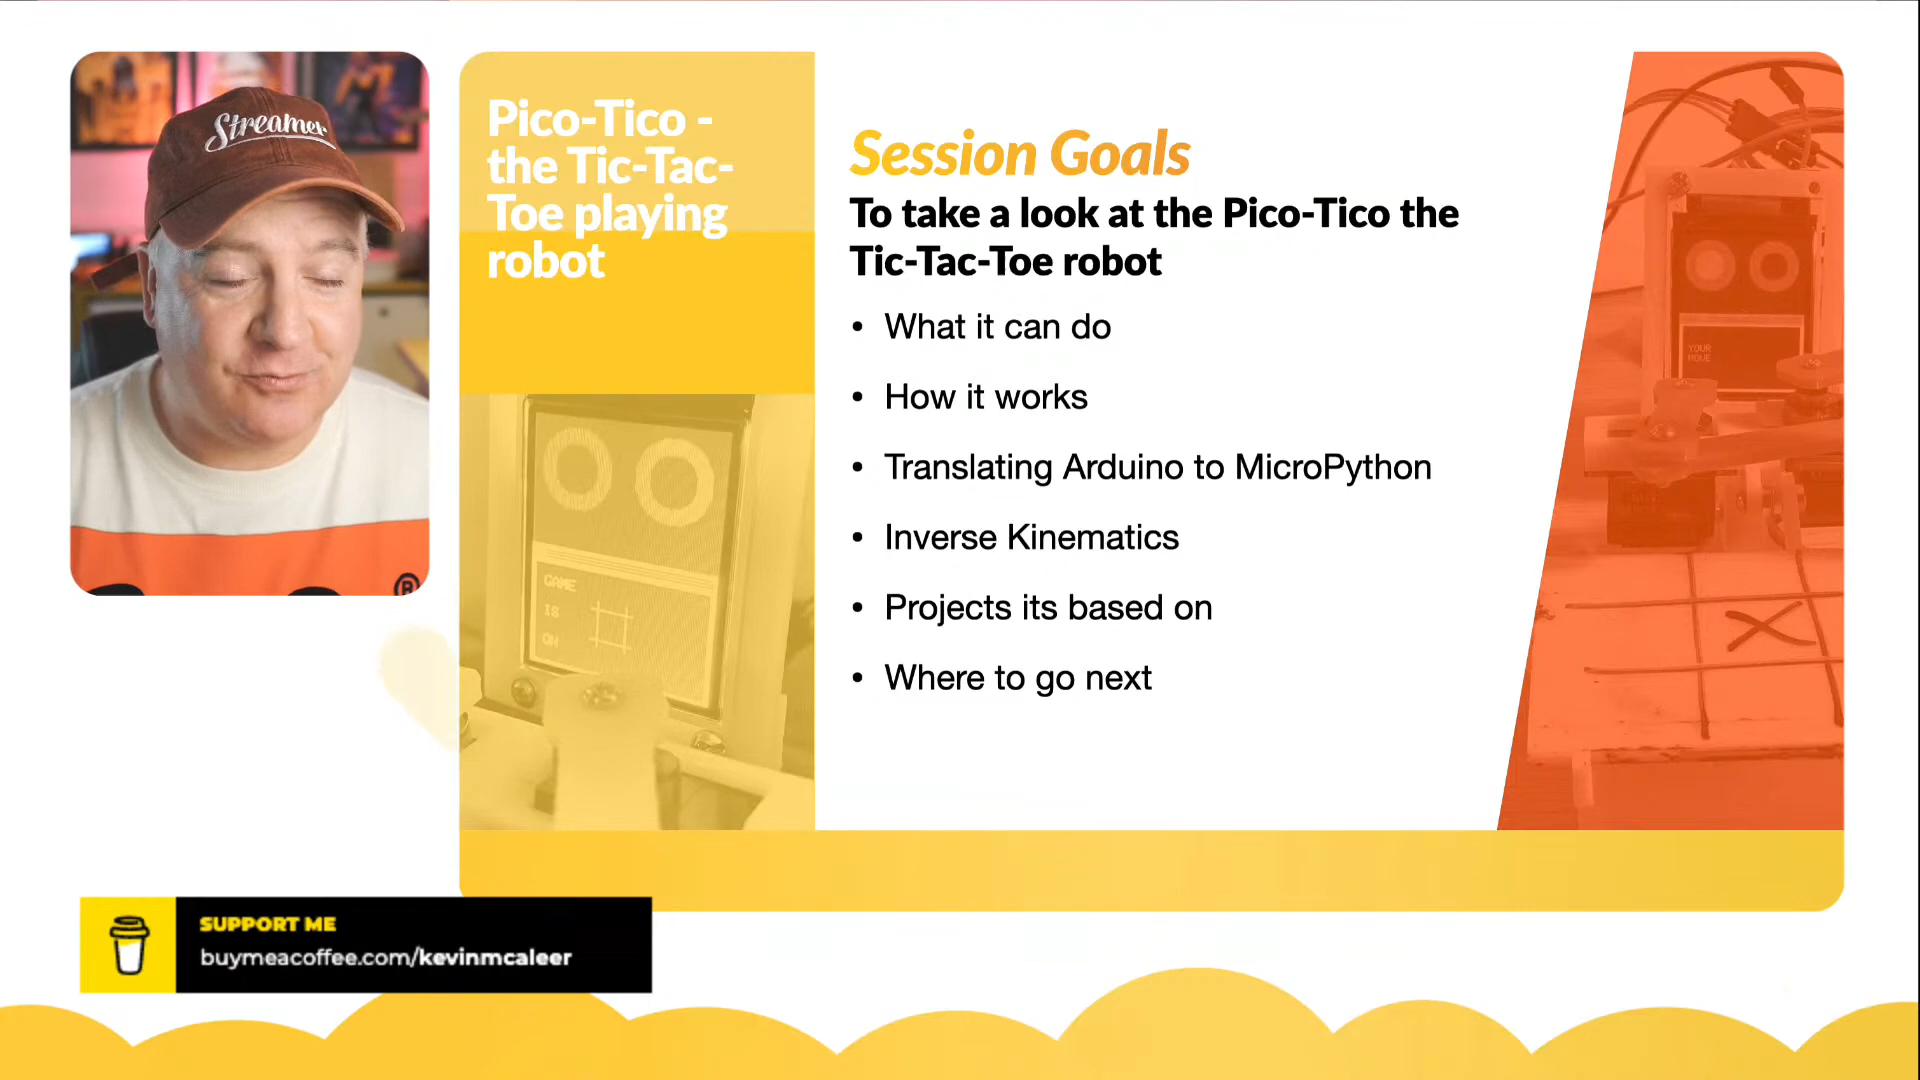 Streamer
®
Pico-Tico -
the Tic-Tac-
Toe playing
robot
GAME
IS
ON
Session Goals
To take a look at the Pico-Tico the
Tic-Tac-Toe robot
• What it can do
• How it works
• Translating Arduino to MicroPython
• Inverse Kinematics
• Projects its based on
• Where to go next
YOUR
MOVE
X
SUPPORT ME
buymeacoffee.com/kevinmcaleer